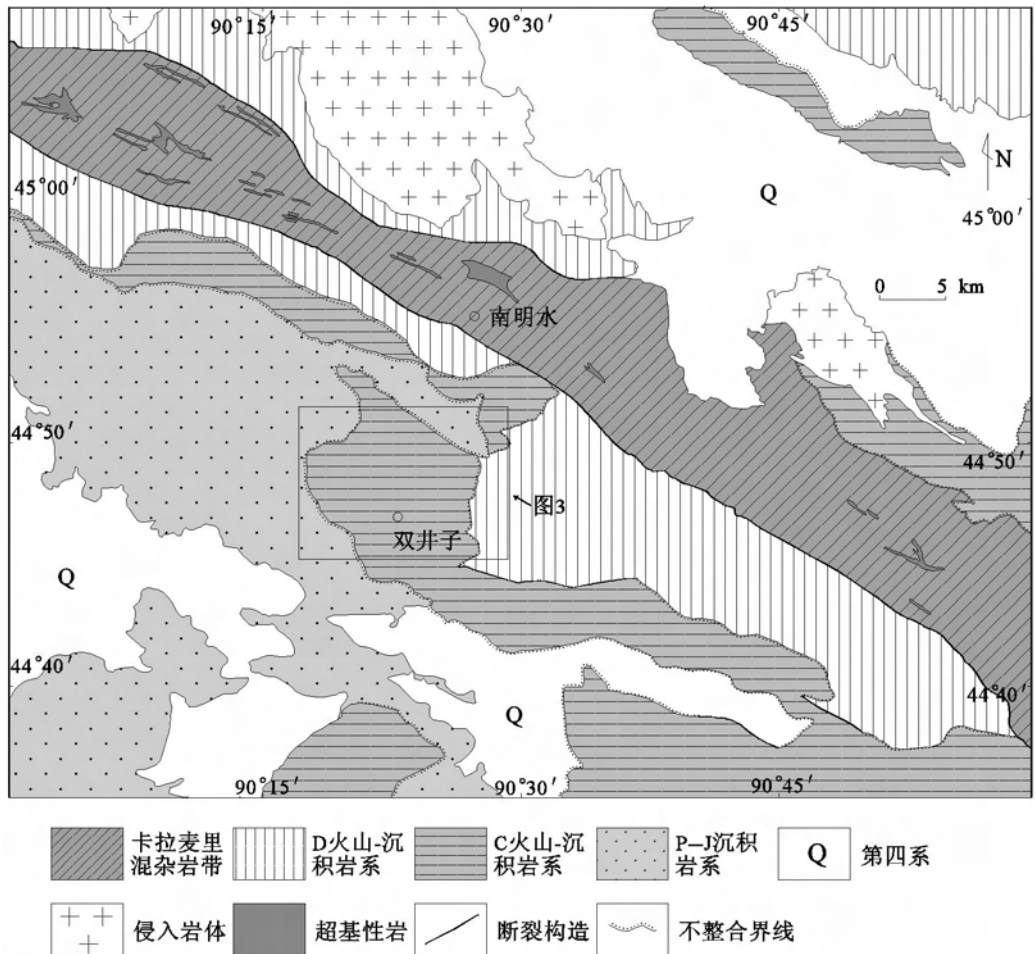 90°15′
90°30′
90°45′
N
45°00′
Q
45°00′
0 5 km
南明水
44°50′
44°50′
图3
双井子
Q
44°40′
44°40′
Q
90°15′
90°30′
90°45′
卡拉麦里
混杂岩带
D火山-沉
积岩系
C火山-沉
积岩系
P—J沉积
岩系
Q
第四系
侵入岩体
超基性岩
断裂构造
不整合界线